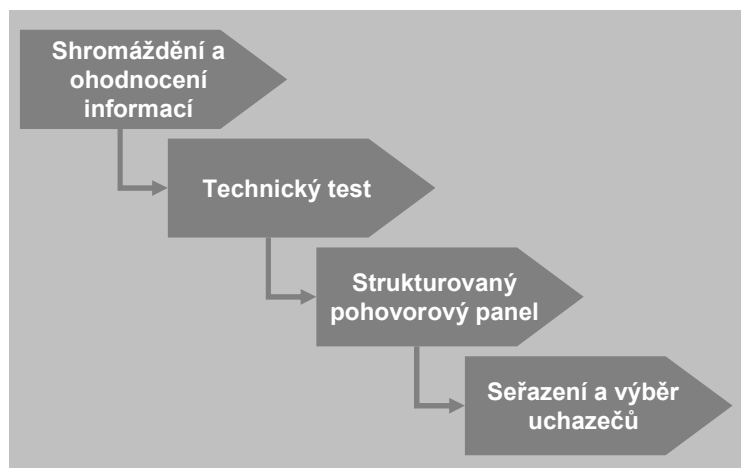 Shromáždění a
ohodnocení
informací
Technický test
Strukturovaný
pohovorový panel
Seřazení a výběr
uchazečů